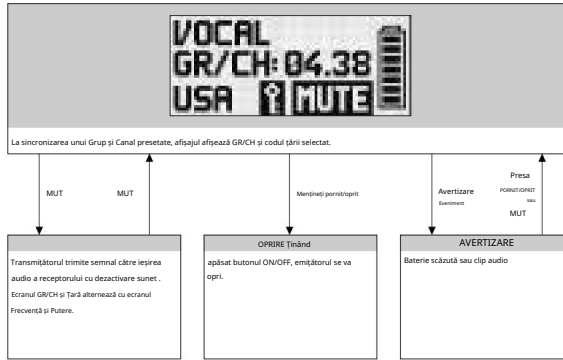 VOCAL
GR/CH: 04.38
USA MUTE
La sincronizarea unui Grup și Canal presetate, afișajul afișează GR/CH și codul țării selectat.
MUT
MUT
Mențineți pornit/oprit
Avertizare
Eveniment
Presa
PORNIT/OPRIT
sau
MUT
Transmițătorul trimite semnal către ieșirea
audio a receptorului cu dezactivare sunet .
Ecranul GR/CH și Țară alternează cu ecranul
Frecvență și Putere.
OPRIRE Ținând
apăsat butonul ON/OFF, emițătorul se va
opri.
AVERTIZARE
Baterie scăzută sau clip audio